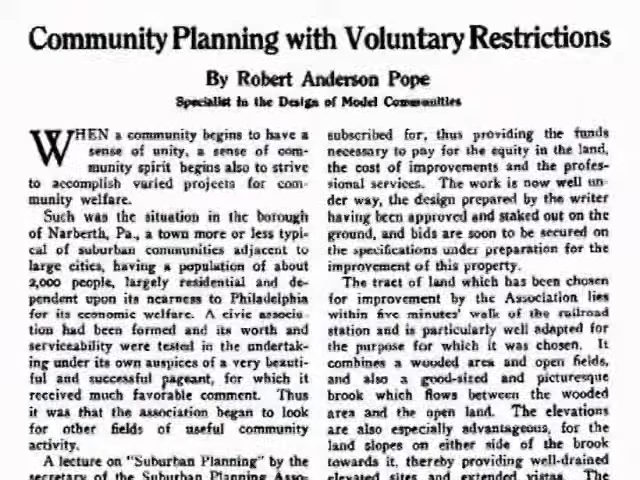 Community Planning with Voluntary Restrictions
By Robert Anderson Pope
Specialist in the Design of Model Communities
WHEN a community begins to have a
sense of unity, a sense of com-
munity spirit begins also to strive
to accomplish varied projects for com-
munity welfare.
Such was the situation in the borough
of Narberth, Pa., a town more or less typi-
cal of suburban communities adjacent to
large cities, having a population of about
2,000 people, largely residential and de-
pendent upon its nearness to Philadelphia
for its economic welfare. A civic associa-
tion had been formed and its worth and
serviceability were tested in the undertak-
ing under its own auspices of a very beauti-
ful and successful pageant, for which it
received much favorable comment. Thus
it was that the association began to look
for other fields of useful community
activity.
A lecture on "Suburban Planning" by the
secretary of the Suburban Planning Asso-
subscribed for, thus providing the funds
necessary to pay for the equity in the land,
the cost of improvements and the profes-
sional services. The work is now well un-
der way, the design prepared by the writer
having been approved and staked out on the
ground, and bids are soon to be secured on
the specifications under preparation for the
improvement of this property.
The tract of land which has been chosen
for improvement by the Association lies
within five minutes' walk of the railroad
station and is particularly well adapted for
the purpose for which it was chosen. It
combines a wooded area and open fields,
and also a good-sized and picturesque
brook which flows between the wooded
area and the open land. The elevations
are also especially advantageous, for the
land slopes on either side of the brook
towards it, thereby providing well-drained
elevated sites and extended vistas. The